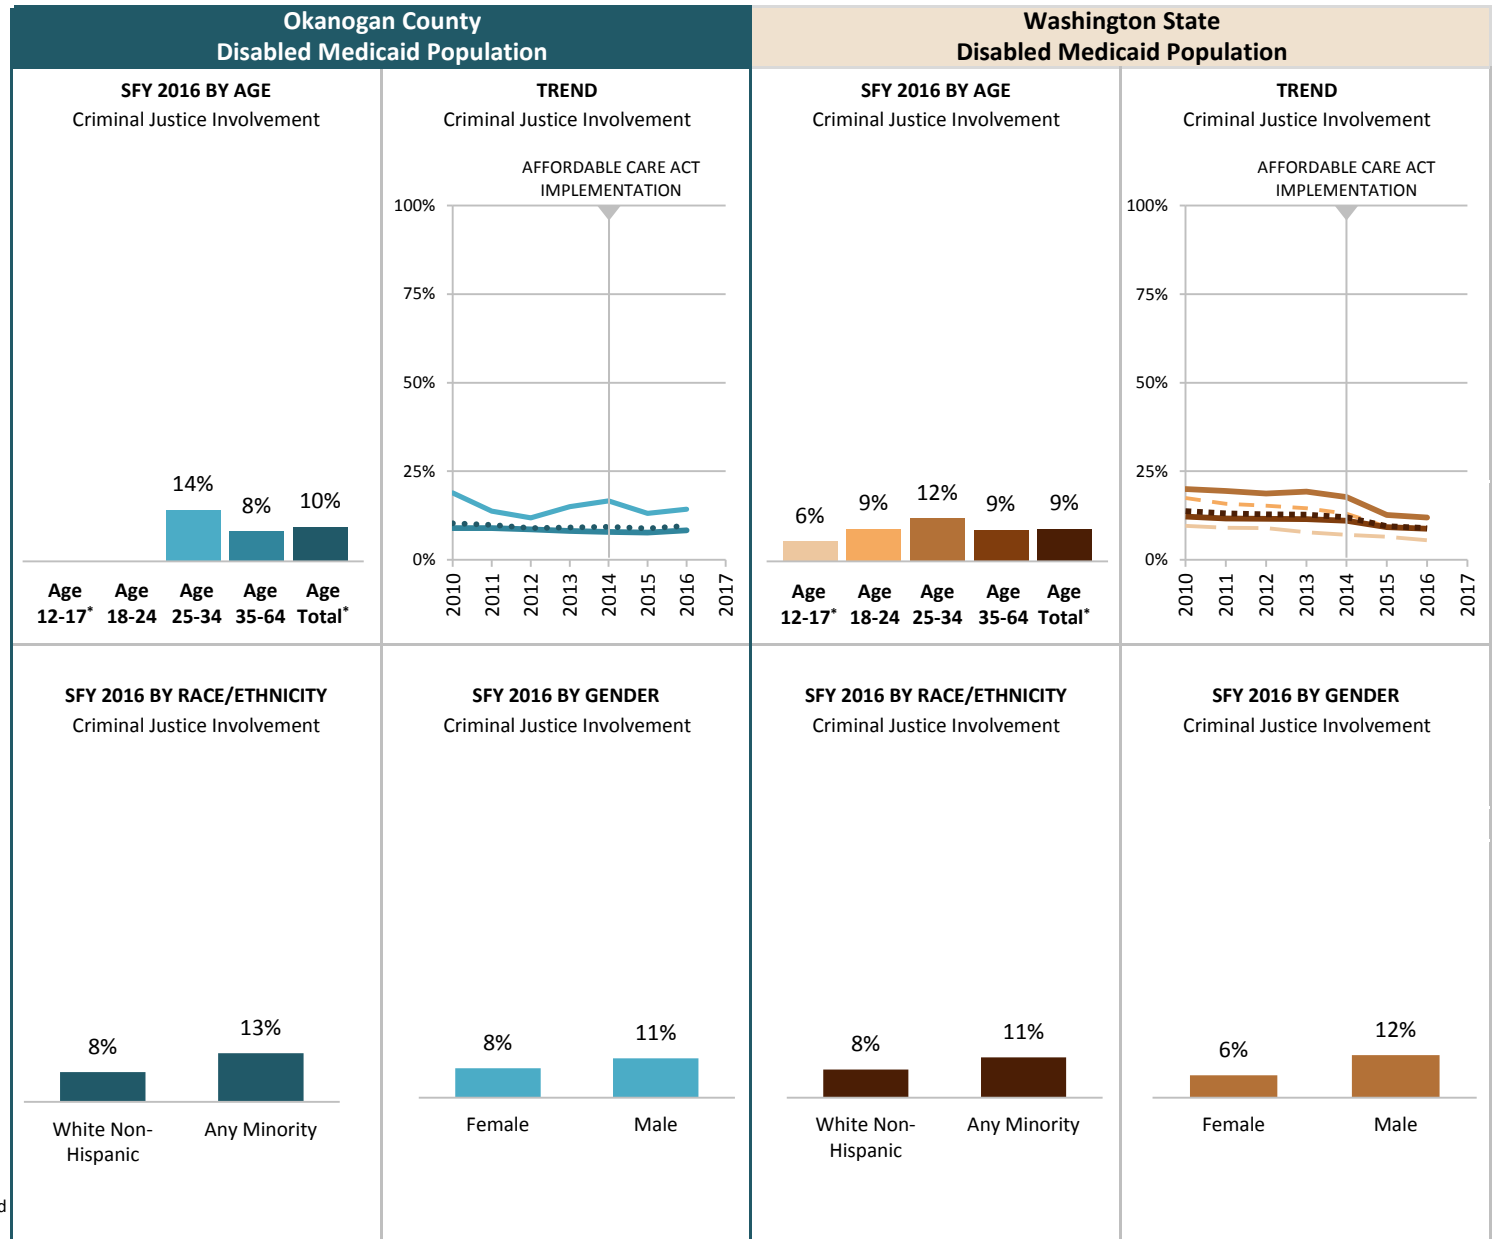 Okanogan County
Disabled Medicaid Population
Washington State
Disabled Medicaid Population
SFY 2016 BY AGE
Criminal Justice Involvement
14%
8%
10%
Age 12-17*
Age 18-24
Age 25-34
Age 35-64
Age Total*
TREND
Criminal Justice Involvement
AFFORDABLE CARE ACT
IMPLEMENTATION
100%
75%
50%
25%
0%
2010
2011
2012
2013
2014
2015
2016
2017
SFY 2016 BY AGE
Criminal Justice Involvement
6%
9%
12%
9%
9%
Age 12-17*
Age 18-24
Age 25-34
Age 35-64
Age Total*
TREND
Criminal Justice Involvement
AFFORDABLE CARE ACT
IMPLEMENTATION
100%
75%
50%
25%
0%
2010
2011
2012
2013
2014
2015
2016
2017
SFY 2016 BY RACE/ETHNICITY
Criminal Justice Involvement
8%
13%
White Non-
Hispanic
Any Minority
SFY 2016 BY GENDER
Criminal Justice Involvement
8%
11%
Female
Male
SFY 2016 BY RACE/ETHNICITY
Criminal Justice Involvement
8%
11%
White Non-
Hispanic
Any Minority
SFY 2016 BY GENDER
Criminal Justice Involvement
6%
12%
Female
Male
d